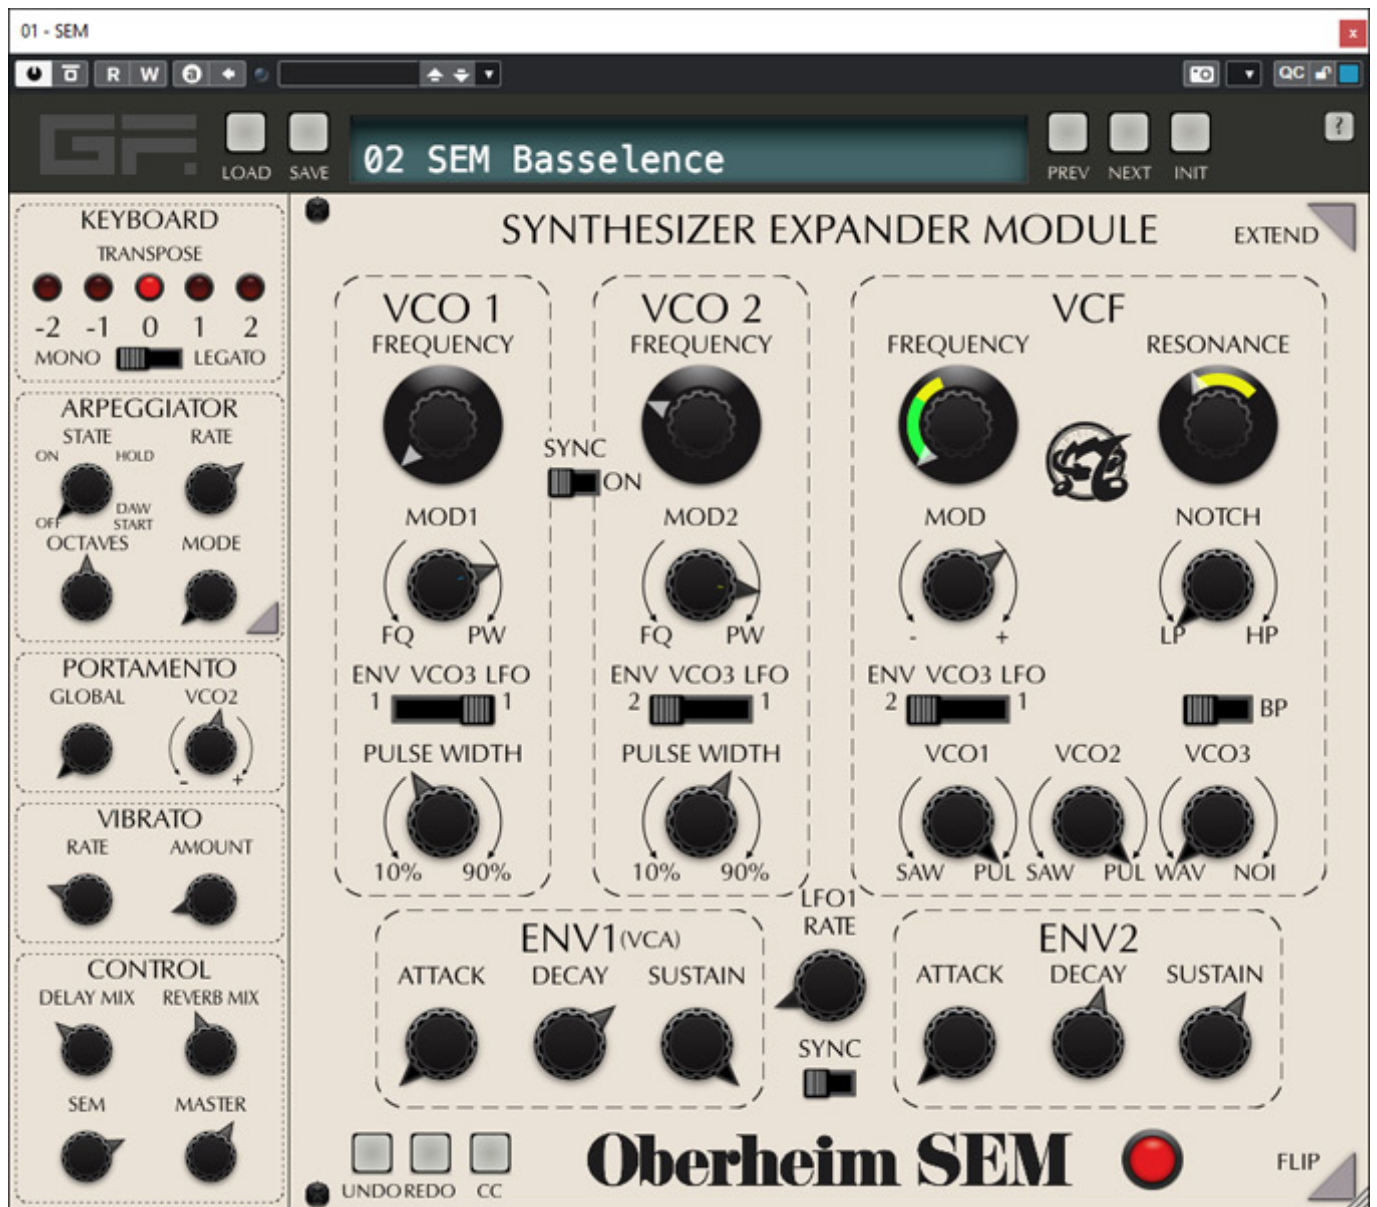 01 - SEM
x
R W a QC
GF.
LOAD SAVE 02 SEM Basselence PREV NEXT INIT ?
KEYBOARD
TRANSPOSE
-2 -1 0 1 2
MONO LEGATO
ARPEGGIATOR
STATE RATE
ON HOLD
OFF DAW START
OCTAVES MODE
PORTAMENTO
GLOBAL VCO2
- +
VIBRATO
RATE AMOUNT
CONTROL
DELAY MIX REVERB MIX
SEM MASTER
SYNTHESIZER EXPANDER MODULE
EXTEND
VCO 1
FREQUENCY
MOD1
FQ PW
ENV VCO3 LFO
1 1
PULSE WIDTH
10% 90%
SYNC
ON
VCO 2
FREQUENCY
MOD2
FQ PW
ENV VCO3 LFO
2 1
PULSE WIDTH
10% 90%
VCF
FREQUENCY RESONANCE
MOD NOTCH
- + LP HP
ENV VCO3 LFO
2 1 BP
VCO1 VCO2 VCO3
SAW PUL SAW PUL WAV NOI
ENV1 (VCA)
ATTACK DECAY SUSTAIN
LFO1
RATE
SYNC
ENV2
ATTACK DECAY SUSTAIN
UNDO REDO CC
Oberheim SEM
FLIP